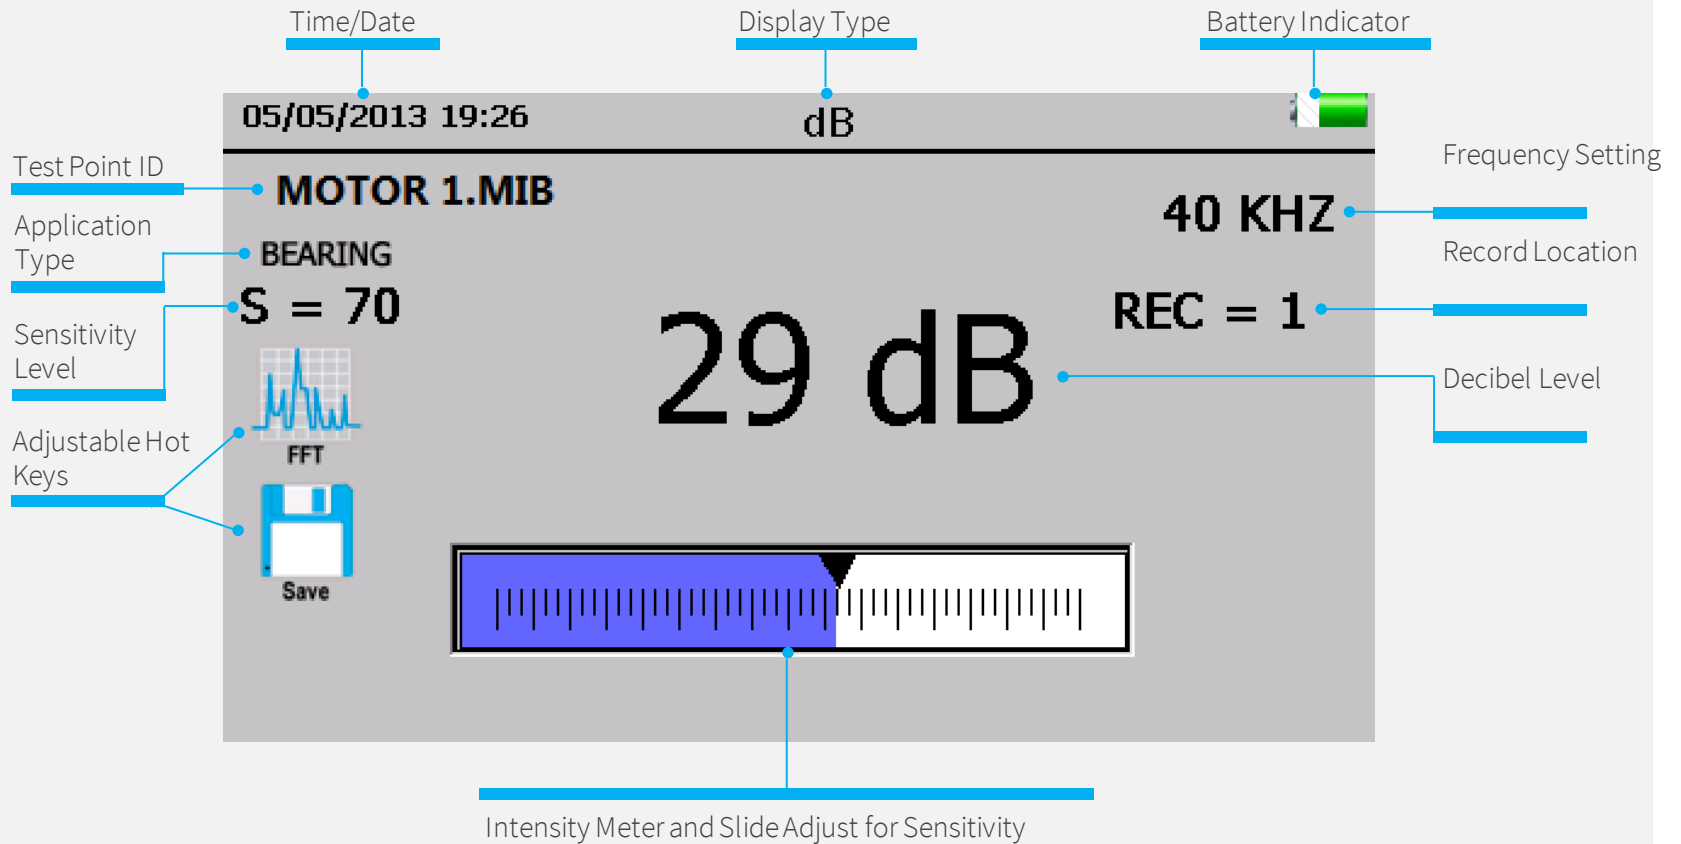 Time/Date
Display Type
Battery Indicator
05/05/2013 19:26
dB
Test Point ID
MOTOR 1.MIB
Frequency Setting
40 KHZ
Application
Type
BEARING
Record Location
S = 70
REC = 1
Sensitivity
Level
29 dB
Decibel Level
Adjustable Hot
Keys
FFT
Save
Intensity Meter and Slide Adjust for Sensitivity